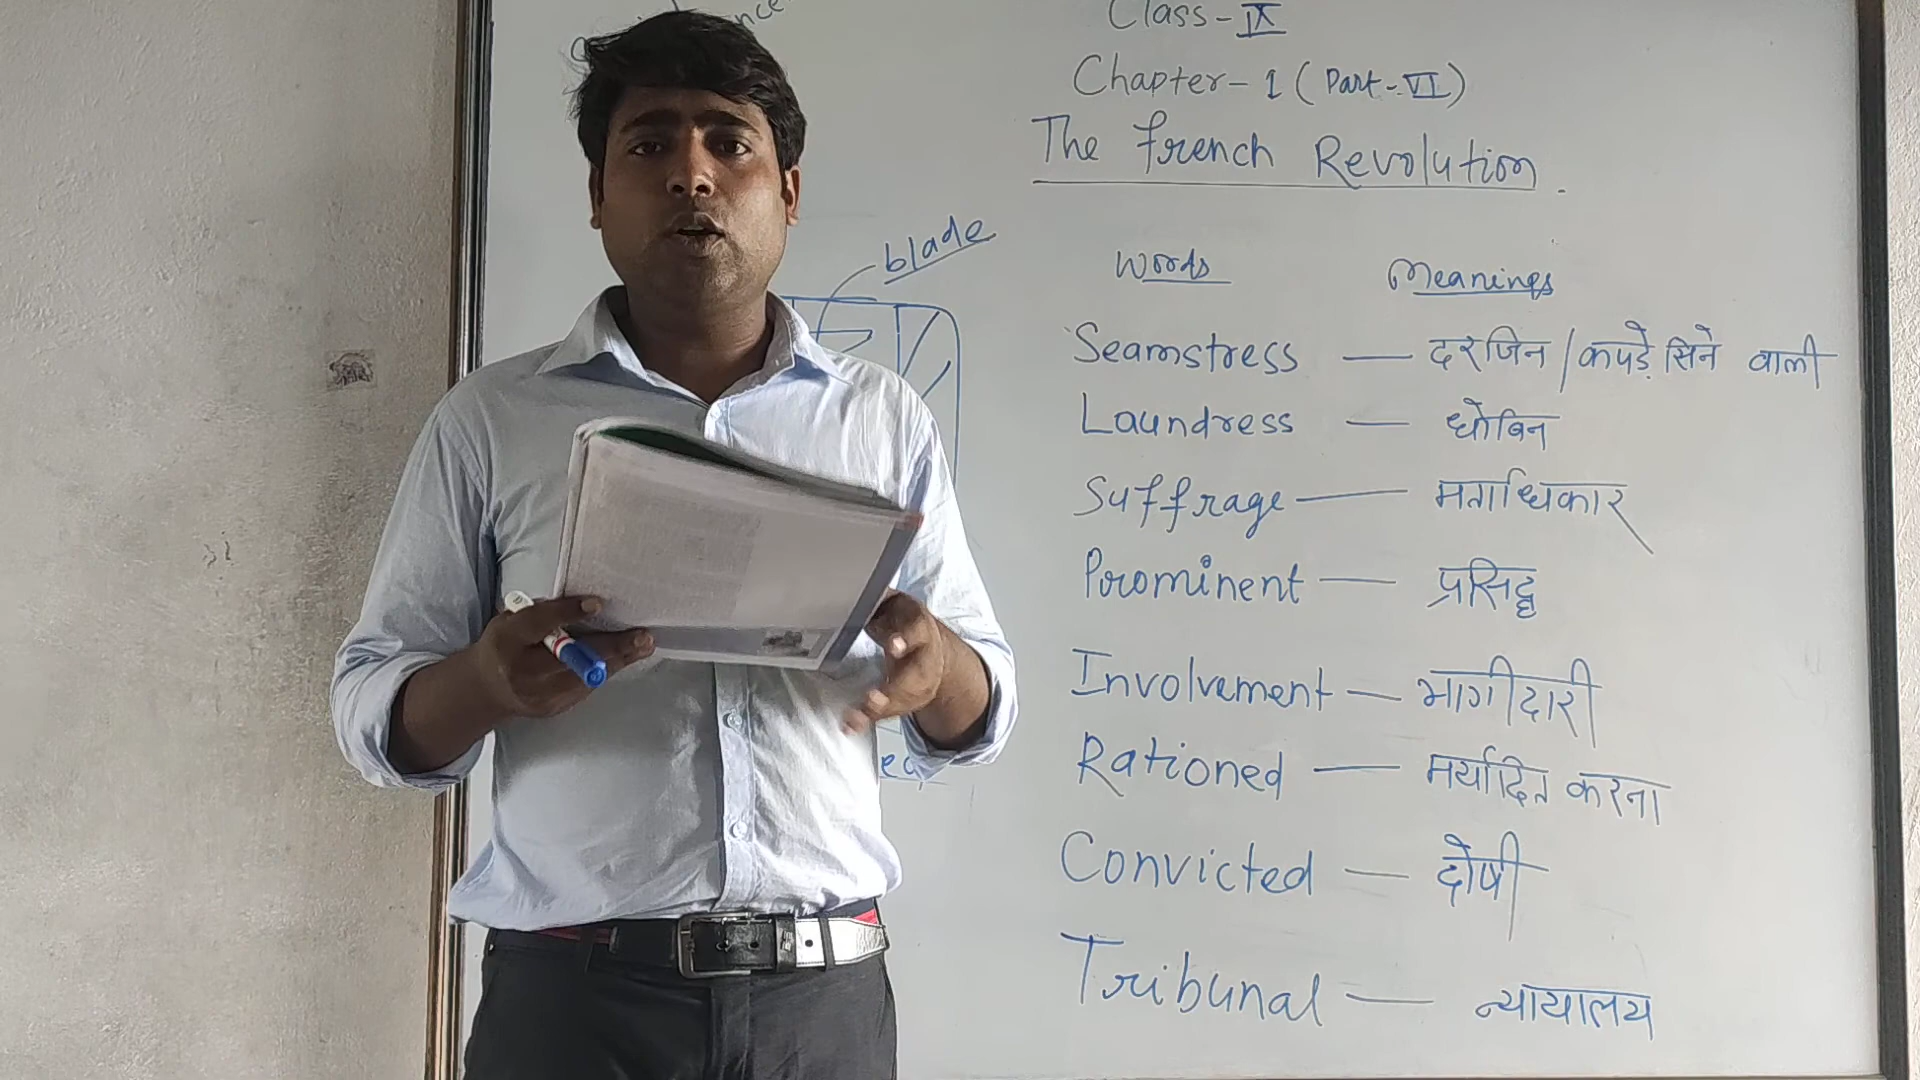 Class-IX
Chapter-1 (Part-VI)
The French Revolution.
blade
Words Meanings
Seamstress — दरजिन/कपड़े सिने वाली
Laundress — धोबिन
Suffrage — मताधिकार
Prominent — प्रसिद्ध
Involvement — भागीदारी
Rationed — मर्यादित करना
Convicted — दोषी
Tribunal — न्यायालय